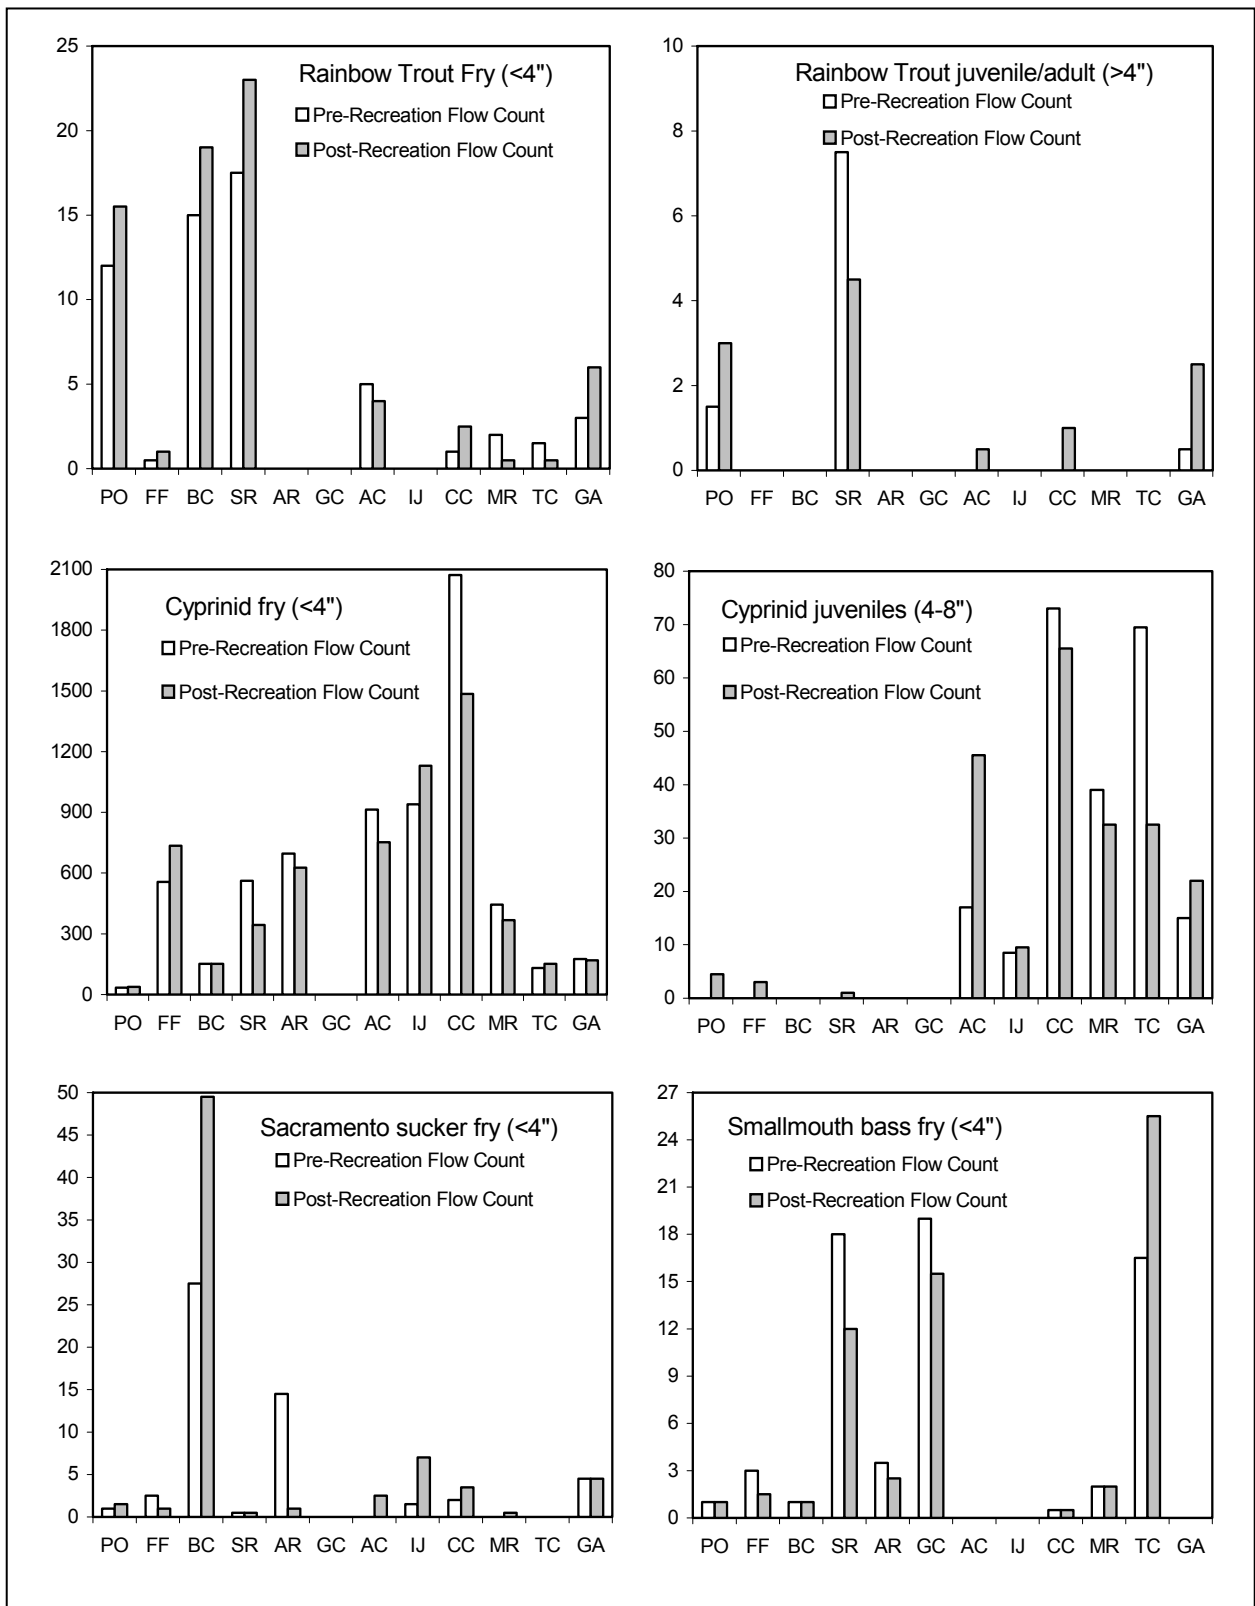 Rainbow Trout Fry (<4")
Pre-Recreation Flow Count
Post-Recreation Flow Count
25
20
15
10
5
0
PO FF BC SR AR GC AC IJ CC MR TC GA
Rainbow Trout juvenile/adult (>4")
Pre-Recreation Flow Count
Post-Recreation Flow Count
10
8
6
4
2
0
PO FF BC SR AR GC AC IJ CC MR TC GA
Cyprinid fry (<4")
Pre-Recreation Flow Count
Post-Recreation Flow Count
2100
1800
1500
1200
900
600
300
0
PO FF BC SR AR GC AC IJ CC MR TC GA
Cyprinid juveniles (4-8")
Pre-Recreation Flow Count
Post-Recreation Flow Count
80
70
60
50
40
30
20
10
0
PO FF BC SR AR GC AC IJ CC MR TC GA
Sacramento sucker fry (<4")
Pre-Recreation Flow Count
Post-Recreation Flow Count
50
45
40
35
30
25
20
15
10
5
0
PO FF BC SR AR GC AC IJ CC MR TC GA
Smallmouth bass fry (<4")
Pre-Recreation Flow Count
Post-Recreation Flow Count
27
24
21
18
15
12
9
6
3
0
PO FF BC SR AR GC AC IJ CC MR TC GA